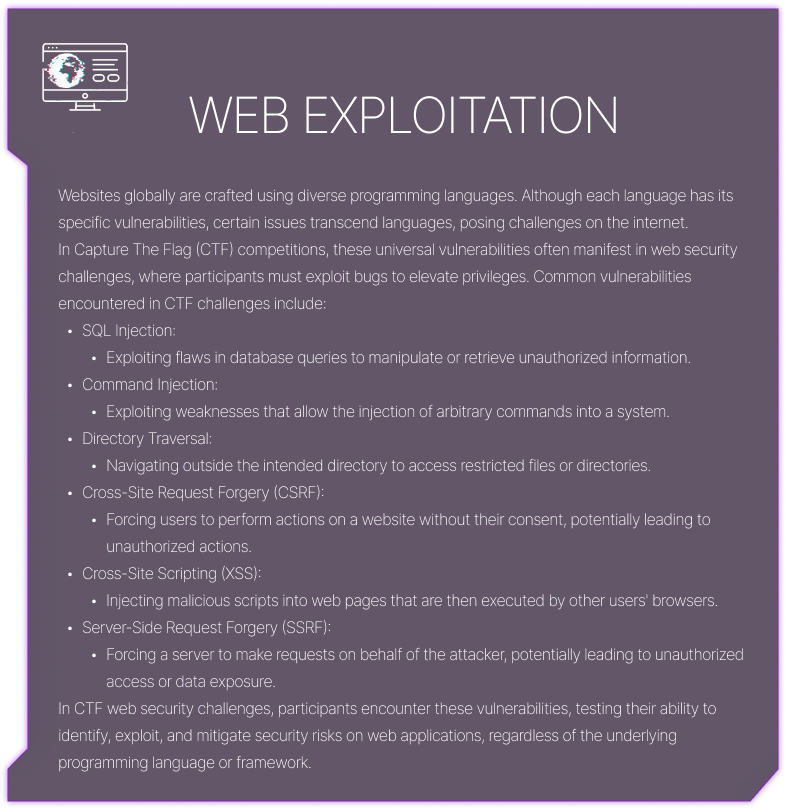 WEB EXPLOITATION
Websites globally are crafted using diverse programming languages. Although each language has its
specific vulnerabilities, certain issues transcend languages, posing challenges on the internet.
In Capture The Flag (CTF) competitions, these universal vulnerabilities often manifest in web security
challenges, where participants must exploit bugs to elevate privileges. Common vulnerabilities
encountered in CTF challenges include:
• SQL Injection:
• Exploiting flaws in database queries to manipulate or retrieve unauthorized information.
• Command Injection:
• Exploiting weaknesses that allow the injection of arbitrary commands into a system.
• Directory Traversal:
• Navigating outside the intended directory to access restricted files or directories.
• Cross-Site Request Forgery (CSRF):
• Forcing users to perform actions on a website without their consent, potentially leading to
unauthorized actions.
• Cross-Site Scripting (XSS):
• Injecting malicious scripts into web pages that are then executed by other users' browsers.
• Server-Side Request Forgery (SSRF):
• Forcing a server to make requests on behalf of the attacker, potentially leading to unauthorized
access or data exposure.
In CTF web security challenges, participants encounter these vulnerabilities, testing their ability to
identify, exploit, and mitigate security risks on web applications, regardless of the underlying
programming language or framework.